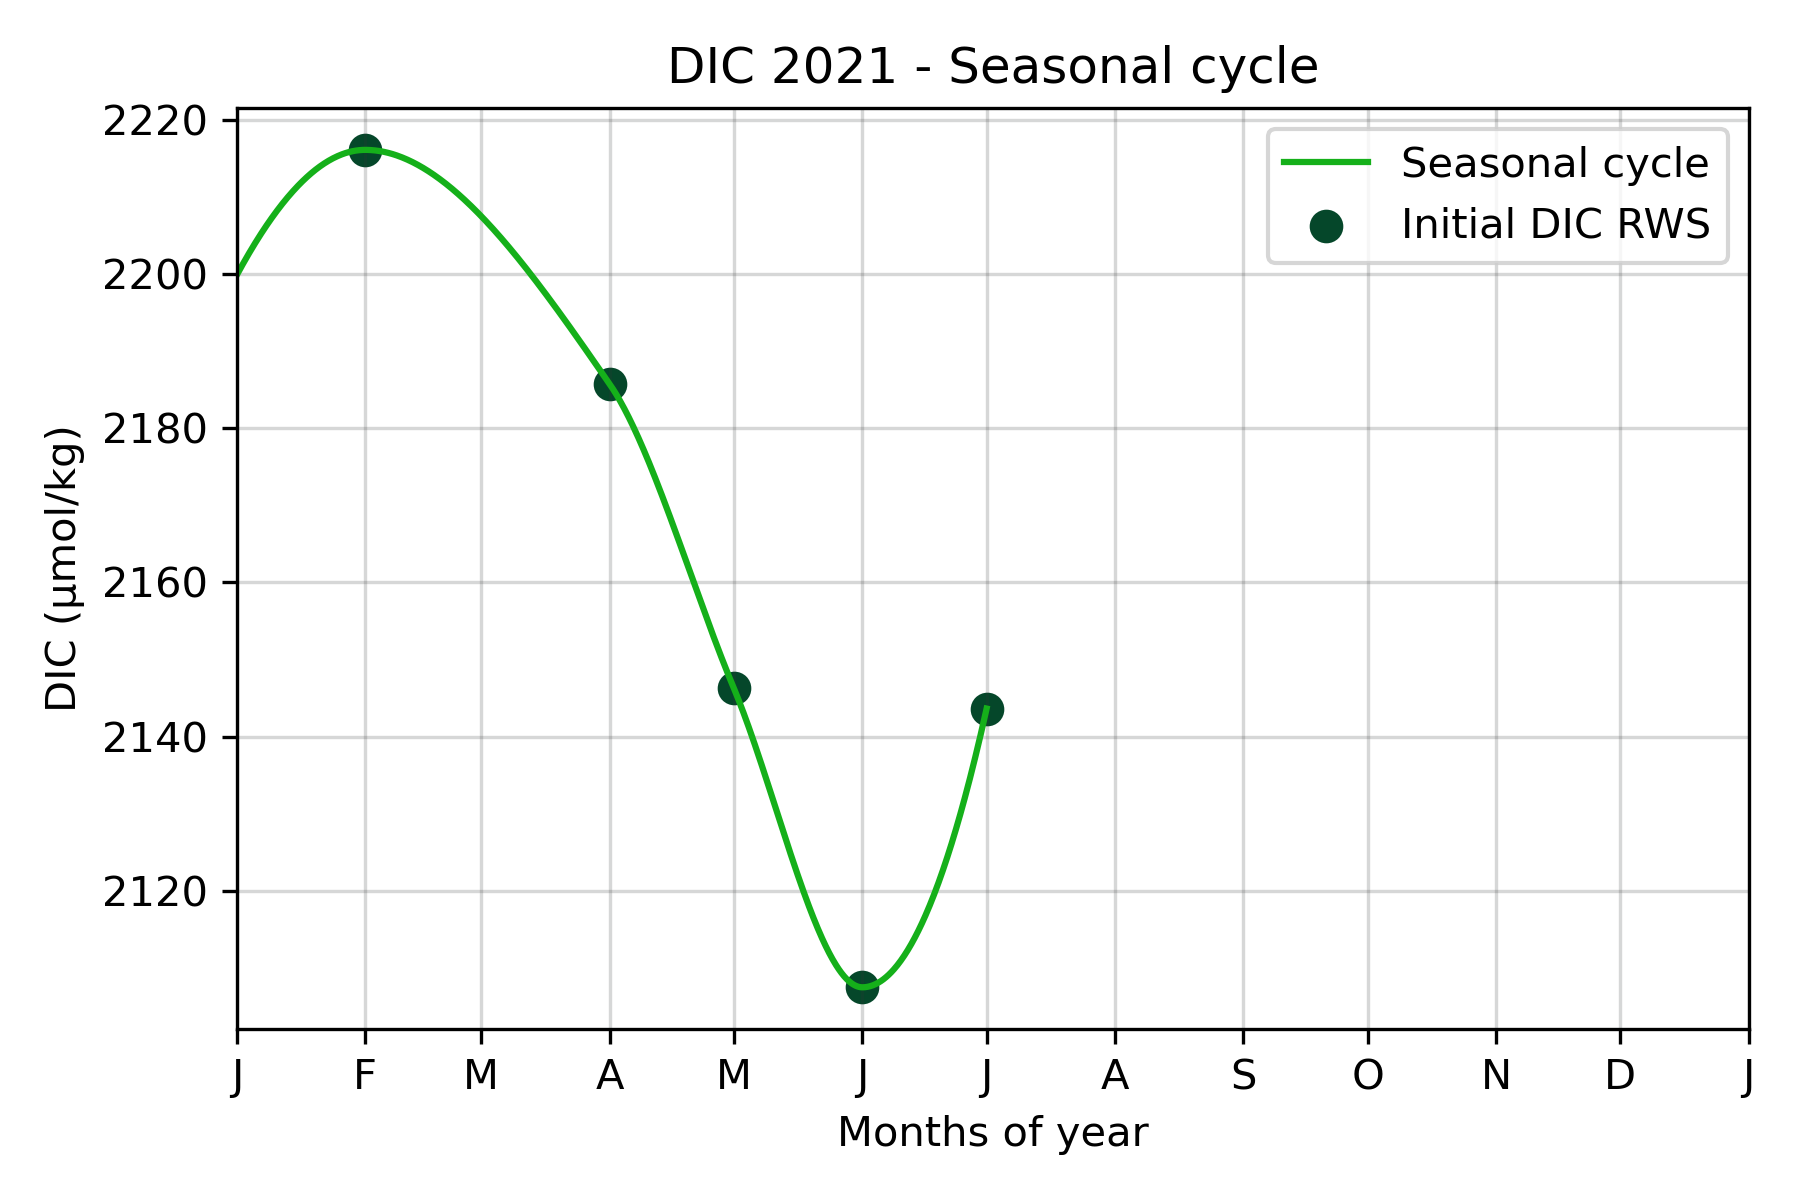 DIC 2021 - Seasonal cycle
Seasonal cycle
Initial DIC RWS
DIC (µmol/kg)
2220
2200
2180
2160
2140
2120
J F M A M J J A S O N D J
Months of year